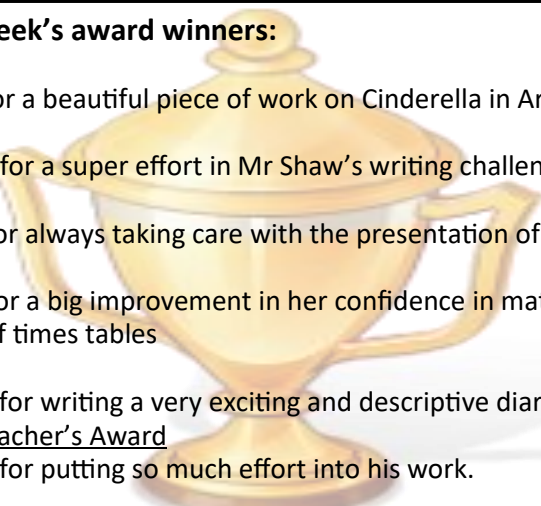 eek's award winners:
or a beautiful piece of work on Cinderella in Ar
for a super effort in Mr Shaw's writing challen
or always taking care with the presentation of
or a big improvement in her confidence in mat
f times tables
for writing a very exciting and descriptive diar
eacher's Award
for putting so much effort into his work.